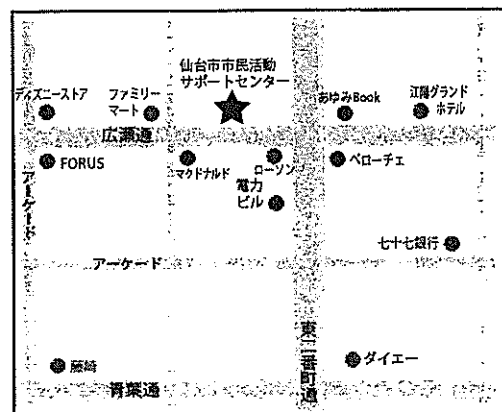 仙台市市民活動
サポートセンター
ディズニーストア
ファミリー
マート
あゆみBook
江陽グランド
ホテル
広瀬通
FORUS
マクドナルド
ローソン
ベローチェ
電力
ビル
アーケード
七十七銀行
アーケード
東二番町通
藤崎
ダイエー
青葉通